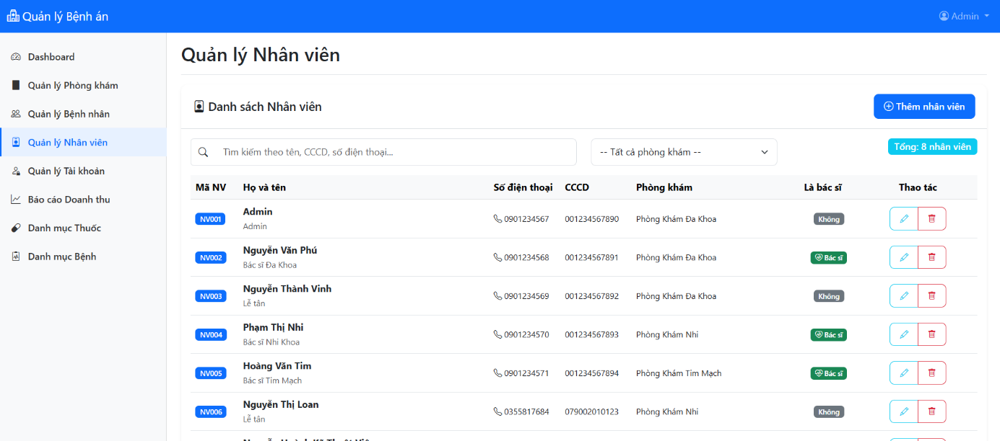 Quản lý Bệnh án
Admin
Dashboard
Quản lý Phòng khám
Quản lý Bệnh nhân
Quản lý Nhân viên
Quản lý Tài khoản
Báo cáo Doanh thu
Danh mục Thuốc
Danh mục Bệnh
Quản lý Nhân viên
Danh sách Nhân viên
Thêm nhân viên
Tìm kiếm theo tên, CCCD, số điện thoại...
-- Tất cả phòng khám --
Tổng: 8 nhân viên
Mã NV Họ và tên Số điện thoại CCCD Phòng khám Là bác sĩ Thao tác
NV001 Admin 0901234567 001234567890 Phòng Khám Đa Khoa Không
Admin
NV002 Nguyễn Văn Phú 0901234568 001234567891 Phòng Khám Đa Khoa Bác sĩ
Bác sĩ Đa Khoa
NV003 Nguyễn Thành Vinh 0901234569 001234567892 Phòng Khám Đa Khoa Không
Lễ tân
NV004 Phạm Thị Nhi 0901234570 001234567893 Phòng Khám Nhi Bác sĩ
Bác sĩ Nhi Khoa
NV005 Hoàng Văn Tim 0901234571 001234567894 Phòng Khám Tim Mạch Bác sĩ
Bác sĩ Tim Mạch
NV006 Nguyễn Thị Loan 0355817684 079002010123 Phòng Khám Nhi Không
Lễ tân